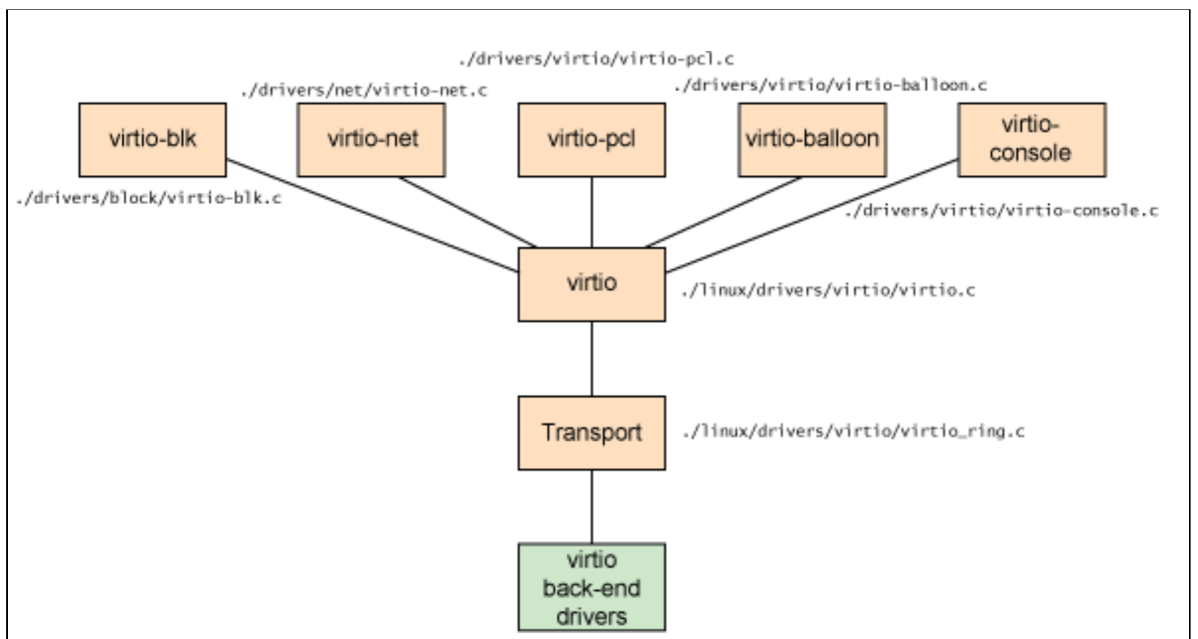 ./drivers/virtio/virtio-pcl.c
./drivers/net/virtio-net.c
./drivers/virtio/virtio-balloon.c
virtio-blk
virtio-net
virtio-pcl
virtio-balloon
virtio-
console
./drivers/block/virtio-blk.c
./drivers/virtio/virtio-console.c
virtio
./linux/drivers/virtio/virtio.c
Transport
./linux/drivers/virtio/virtio_ring.c
virtio
back-end
drivers